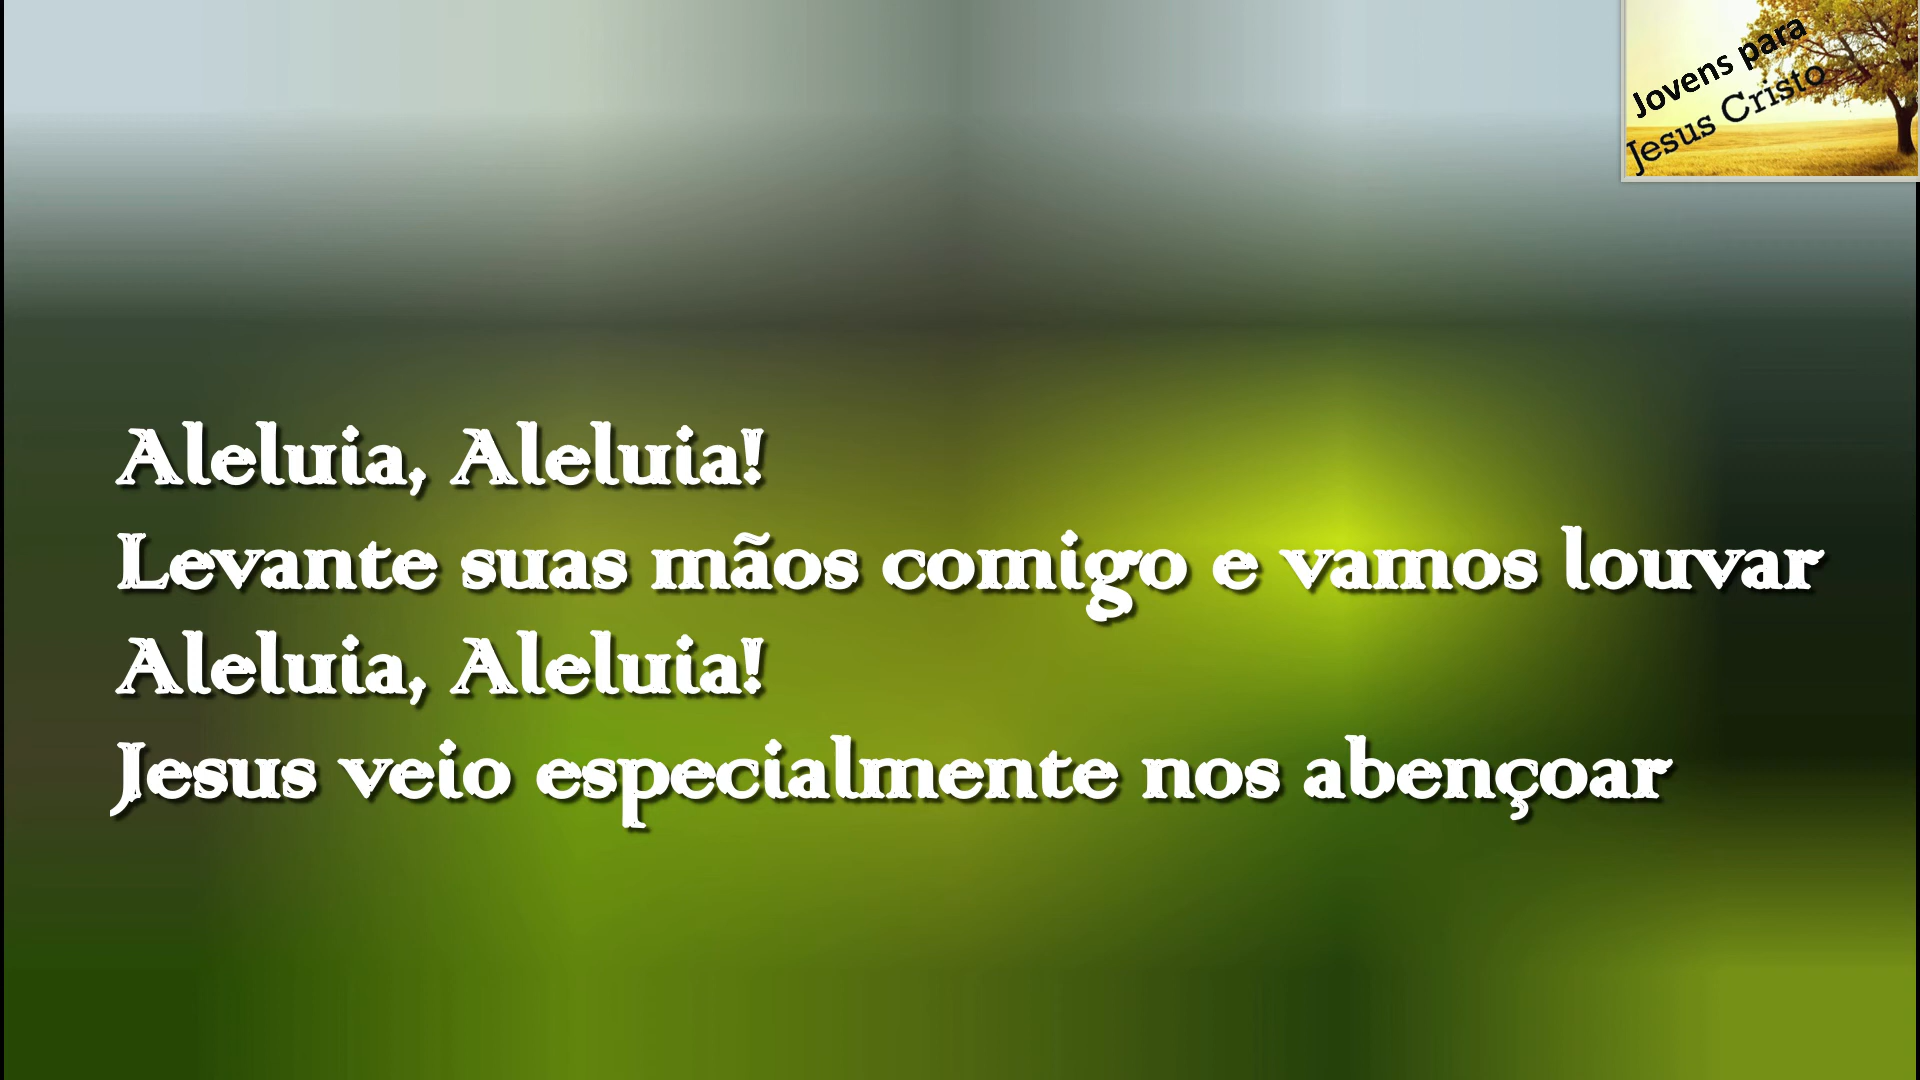 Jovens para
Jesus Cristo
Aleluia, Aleluia!
Levante suas mãos comigo e vamos louvar
Aleluia, Aleluia!
Jesus veio especialmente nos abençoar